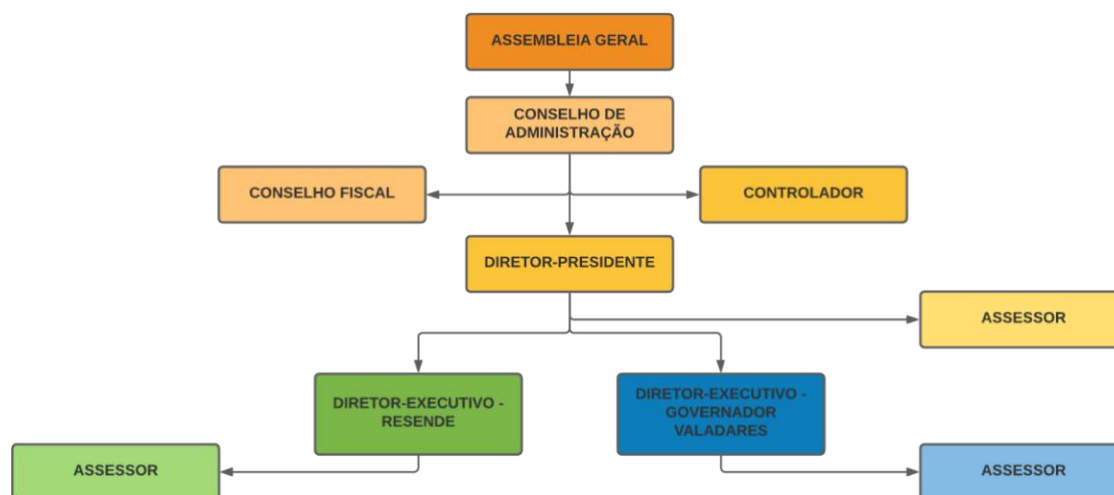 ASSEMBLEIA GERAL
CONSELHO DE
ADMINISTRAÇÃO
CONSELHO FISCAL
CONTROLADOR
DIRETOR-PRESIDENTE
ASSESSOR
DIRETOR-EXECUTIVO -
RESENDE
DIRETOR-EXECUTIVO -
GOVERNADOR
VALADARES
ASSESSOR
ASSESSOR